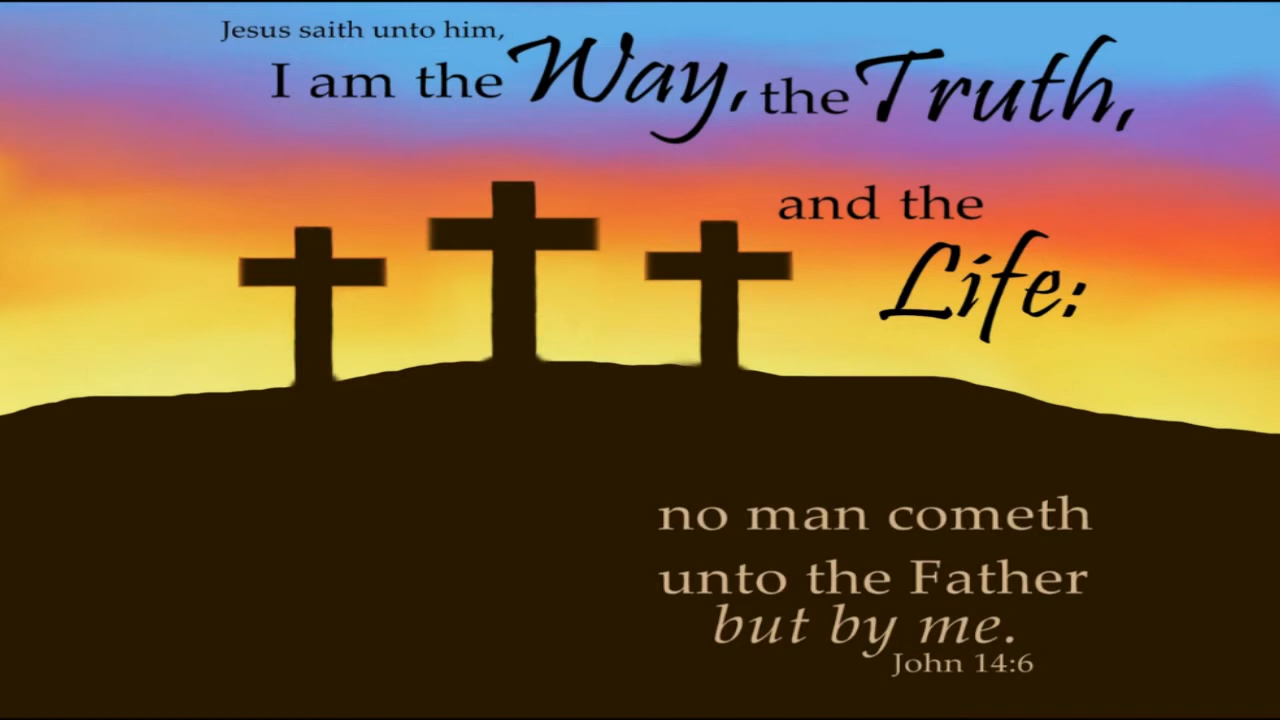 Jesus saith unto him,
I am the Way, the Truth,
and the
Life:
no man cometh
unto the Father
but by me.
John 14:6